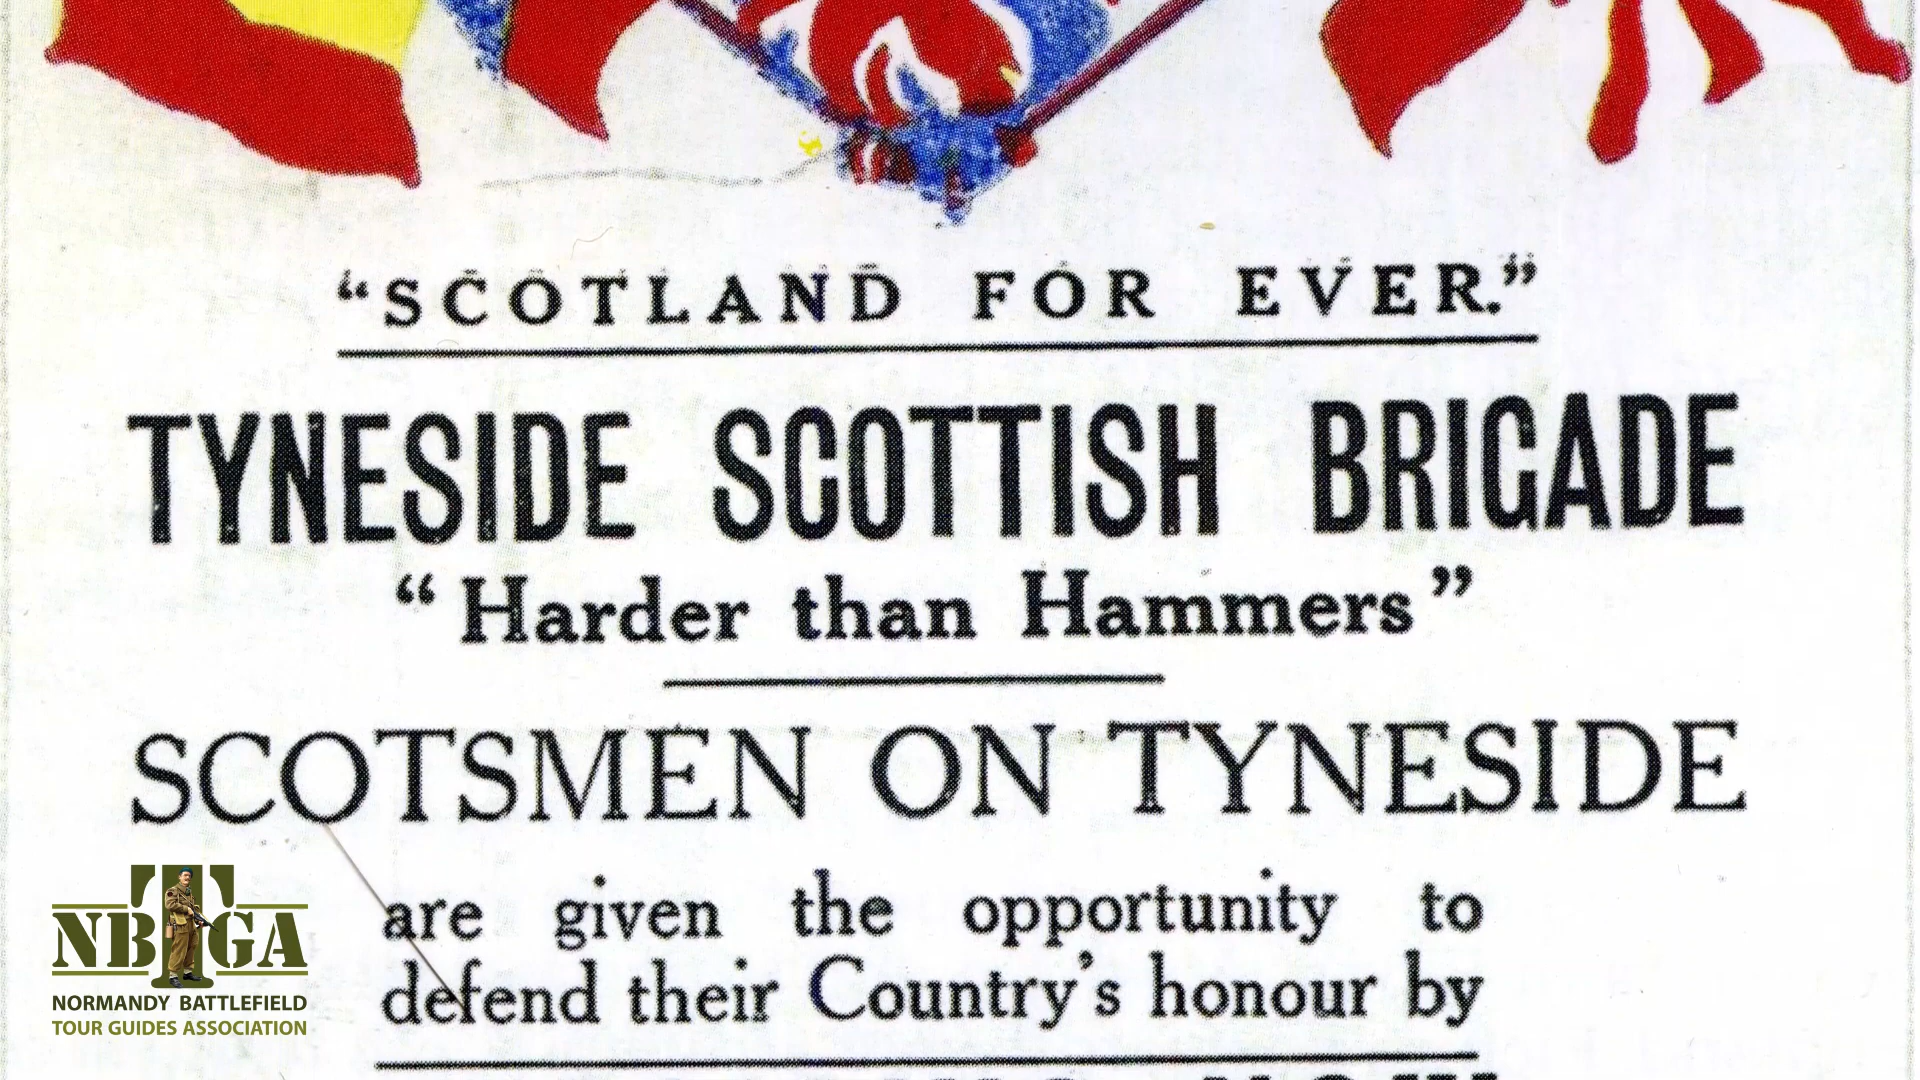 “SCOTLAND FOR EVER.”
TYNESIDE SCOTTISH BRIGADE
“Harder than Hammers”
SCOTSMEN ON TYNESIDE
are given the opportunity to
defend their Country's honour by
NBTGA
NORMANDY BATTLEFIELD
TOUR GUIDES ASSOCIATION